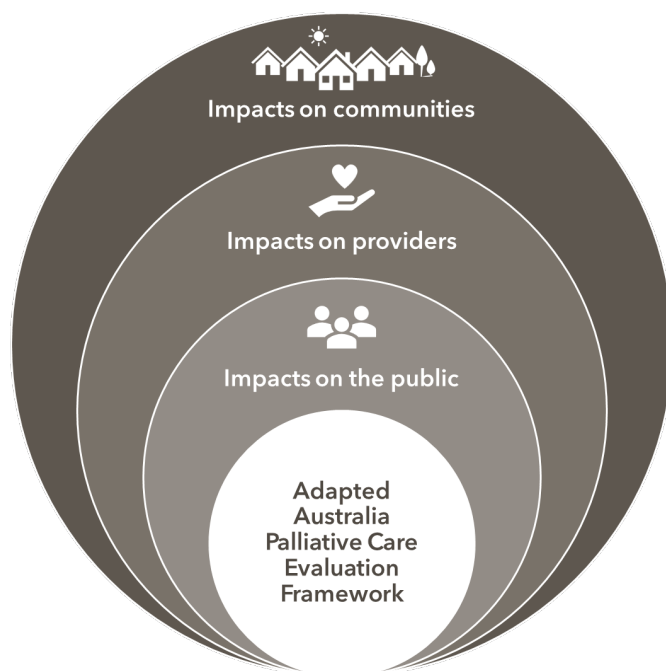 Impacts on communities
Impacts on providers
Impacts on the public
Adapted
Australia
Palliative Care
Evaluation
Framework